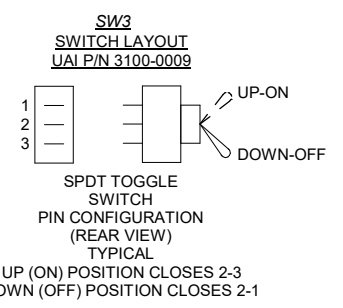 SW3
SWITCH LAYOUT
UAI P/N 3100-0009
UP-ON
1
2
3
DOWN-OFF
SPDT TOGGLE
SWITCH
PIN CONFIGURATION
(REAR VIEW)
TYPICAL
UP (ON) POSITION CLOSES 2-3
OWN (OFF) POSITION CLOSES 2-1